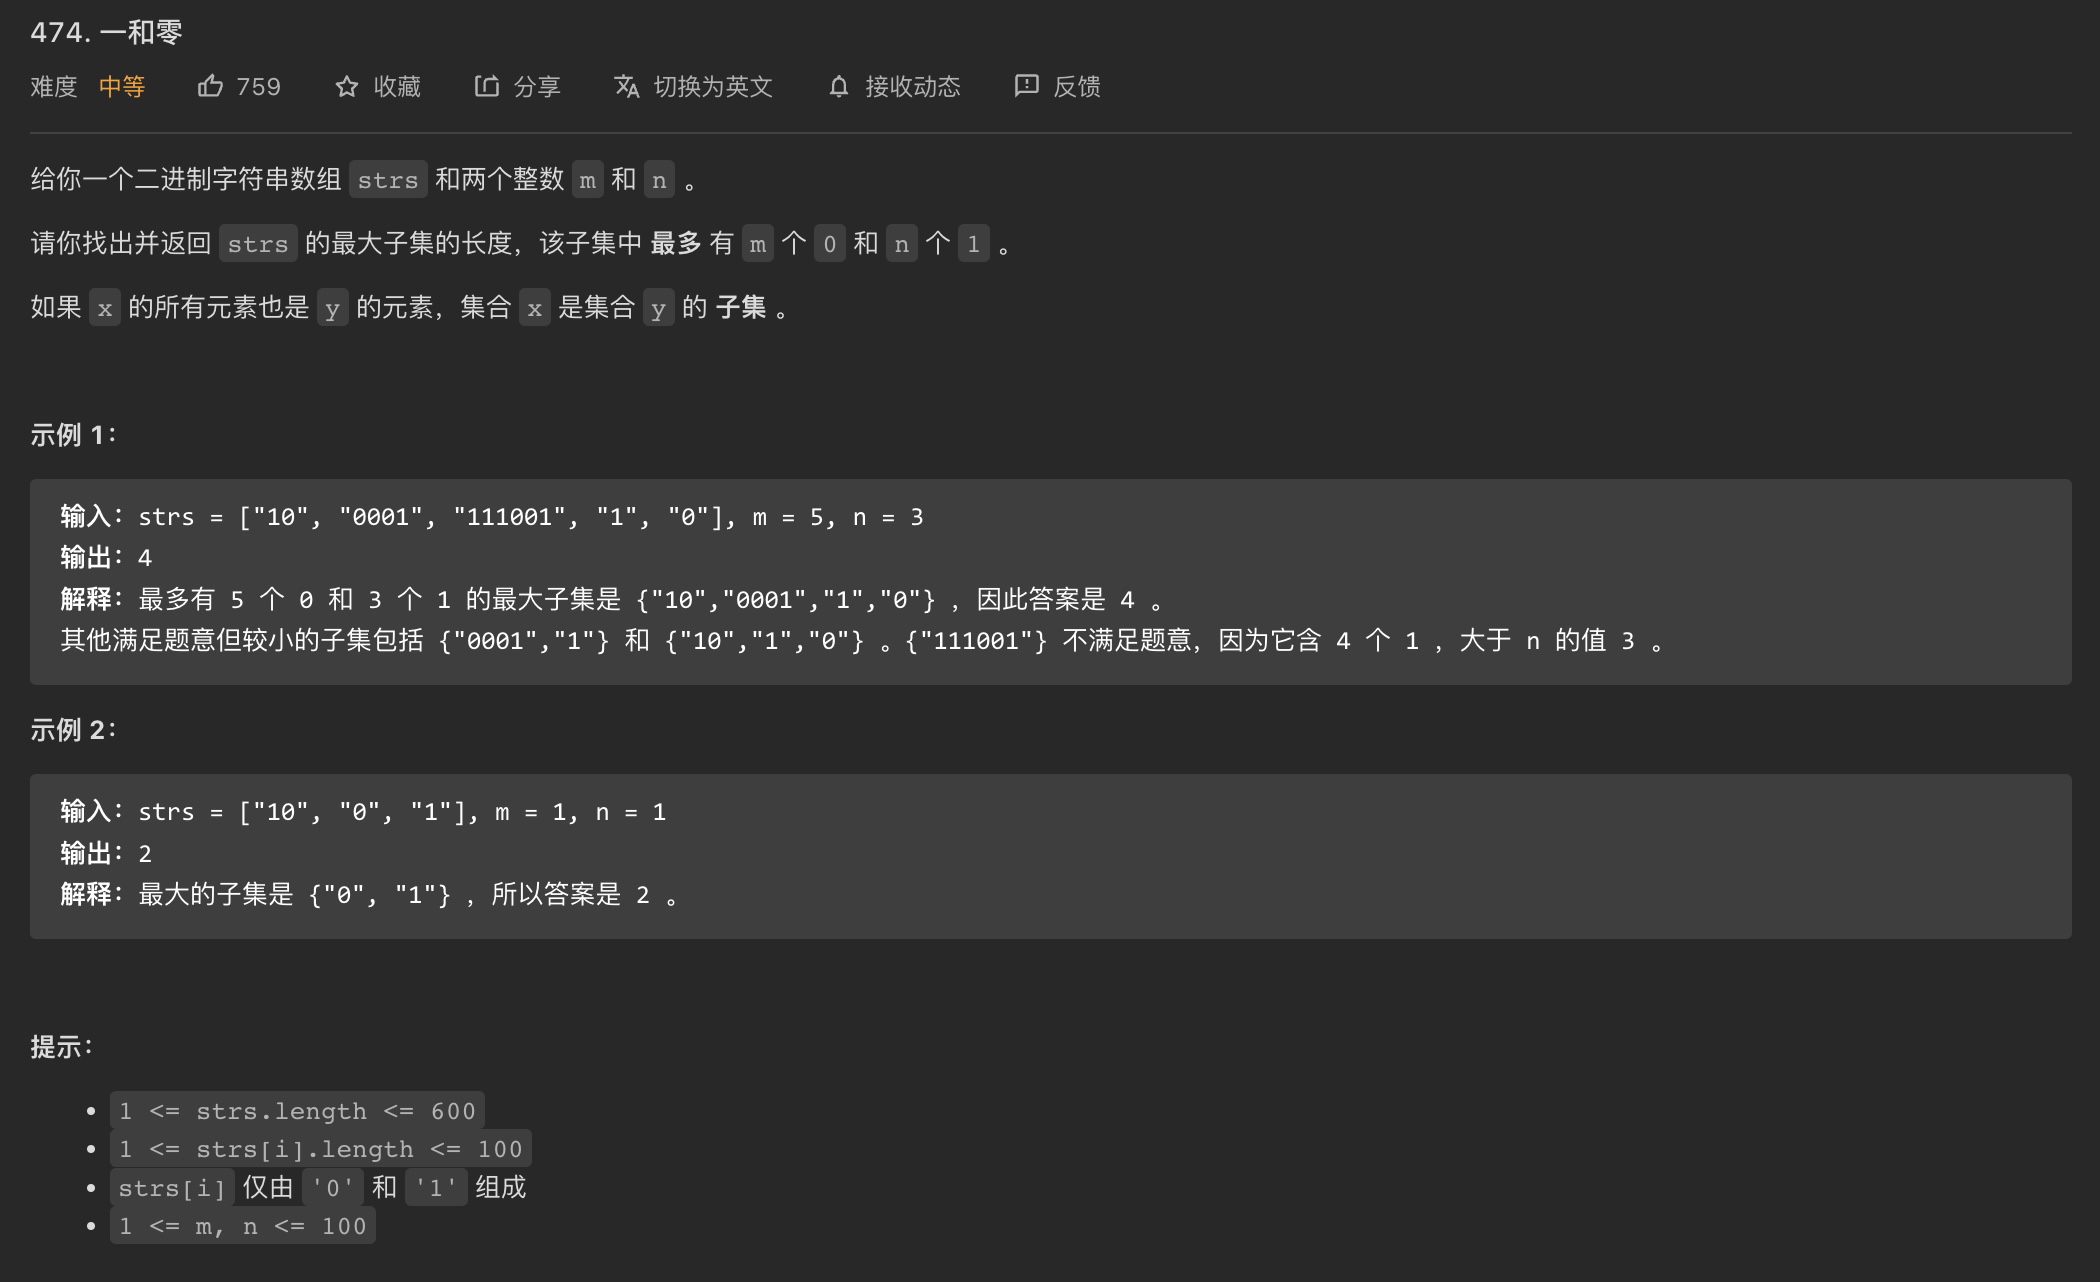 474. 一和零
难度 中等 759 收藏 分享 切换为英文 接收动态 反馈
给你一个二进制字符串数组 strs 和两个整数 m 和 n 。
请你找出并返回 strs 的最大子集的长度，该子集中 最多 有 m 个 0 和 n 个 1 。
如果 x 的所有元素也是 y 的元素，集合 x 是集合 y 的 子集 。
示例 1：
输入：strs = ["10", "0001", "111001", "1", "0"], m = 5, n = 3
输出：4
解释：最多有 5 个 0 和 3 个 1 的最大子集是 {"10","0001","1","0"} ，因此答案是 4 。
其他满足题意但较小的子集包括 {"0001","1"} 和 {"10","1","0"} 。{"111001"} 不满足题意，因为它含 4 个 1 ，大于 n 的值 3 。
示例 2：
输入：strs = ["10", "0", "1"], m = 1, n = 1
输出：2
解释：最大的子集是 {"0", "1"} ，所以答案是 2 。
提示：
• 1 <= strs.length <= 600
• 1 <= strs[i].length <= 100
• strs[i] 仅由 '0' 和 '1' 组成
• 1 <= m, n <= 100